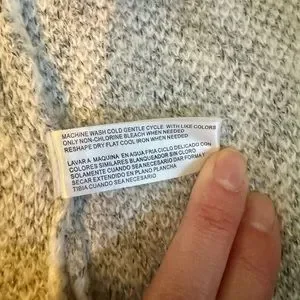 MACHINE WASH COLD GENTLE CYCLE WITH LIKE COLORS
ONLY NON-CHLORINE BLEACH WHEN NEEDED
RESHAPE DRY FLAT COOL IRON WHEN NEEDED
LAVAR A MAQUINA EN AGUA FRIA CICLO DELICADO CON
COLORES SIMILARES BLANQUEADOR SIN CLORO
SOLAMENTE CUANDO SEA NECESARIO DAR FORMA Y
SECAR EXTENDIDO EN PLANO PLANCHA
TIBIA CUANDO SEA NECESARIO